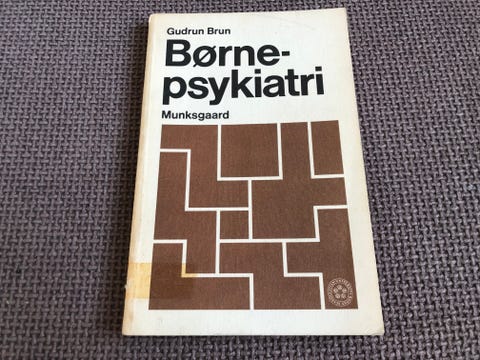 Gudrun Brun
Børne-
psykiatri
Munksgaard